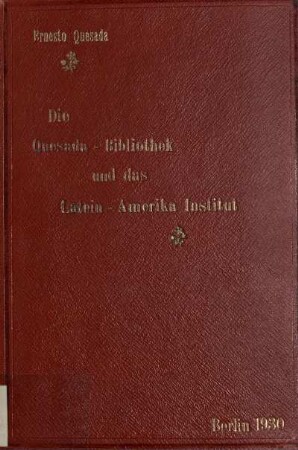 Ernesto Quesada
Die
Quesada - Bibliothek
und das
Latein - Amerika Institut
Berlin 1930